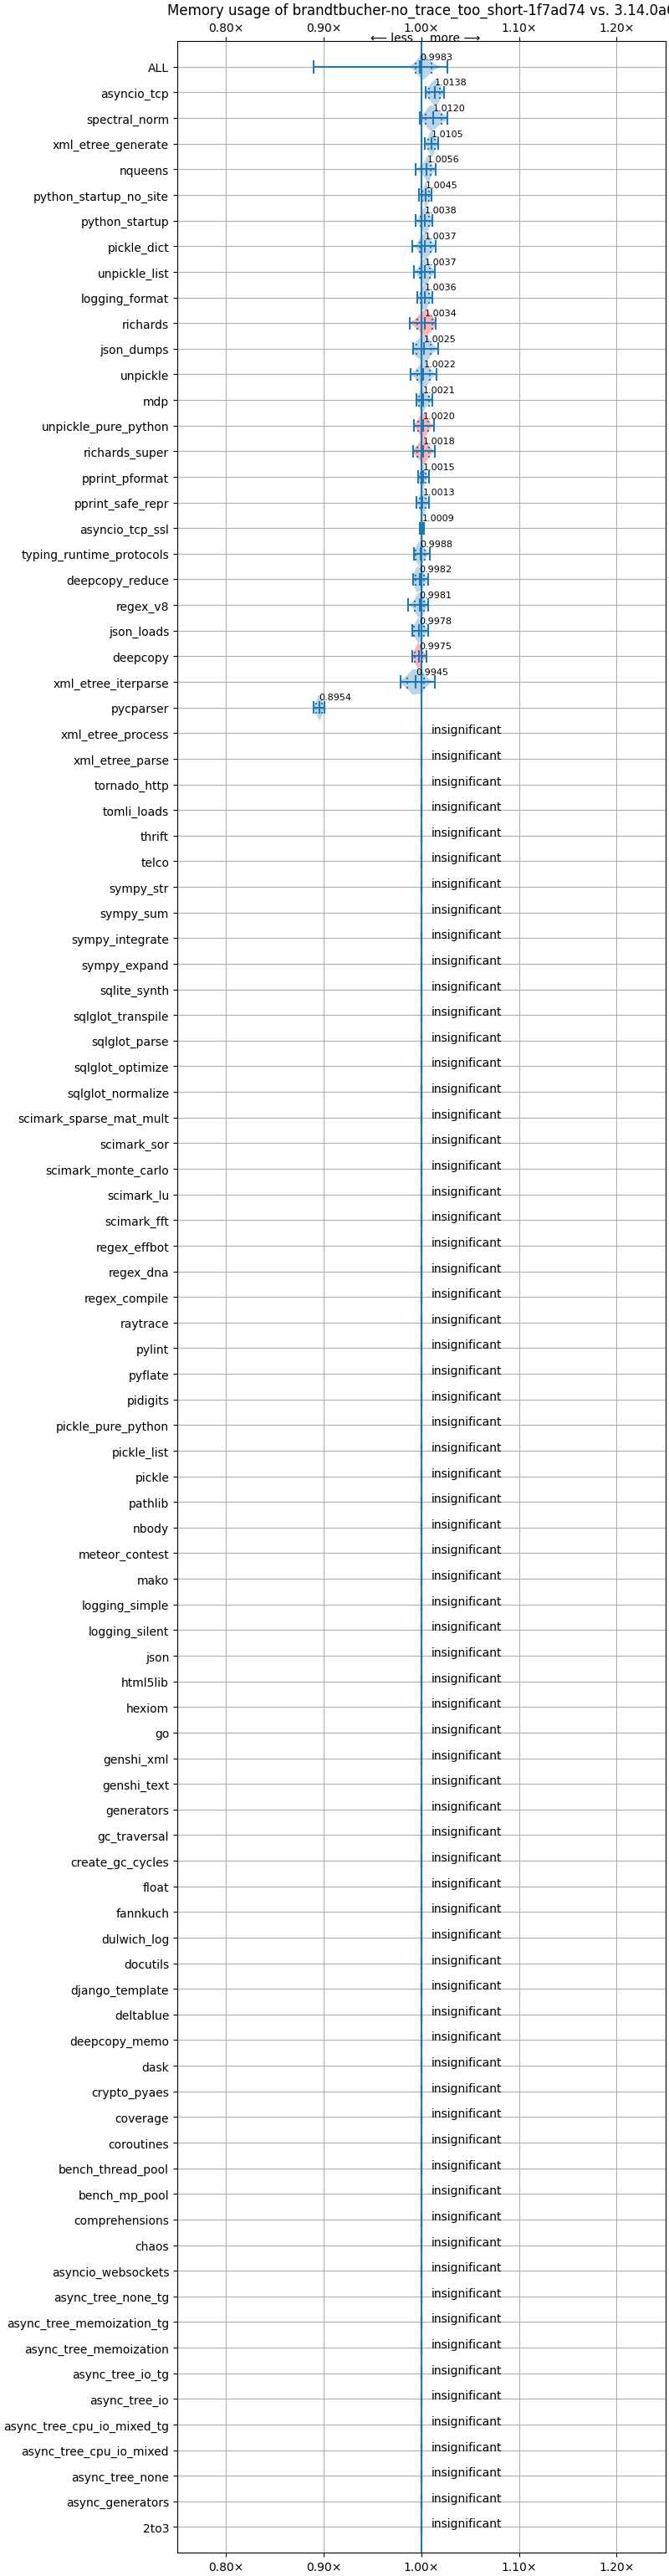 Memory usage of brandtbucher-no_trace_too_short-1f7ad74 vs. 3.14.0a
0.80× 0.90× 1.00× 1.10× 1.20×
⟵ less more ⟶
ALL 0.9983
asyncio_tcp 1.0138
spectral_norm 1.0120
xml_etree_generate 1.0105
nqueens 1.0056
python_startup_no_site 1.0045
python_startup 1.0038
pickle_dict 1.0037
unpickle_list 1.0037
logging_format 1.0036
richards 1.0034
json_dumps 1.0025
unpickle 1.0022
mdp 1.0021
unpickle_pure_python 1.0020
richards_super 1.0018
pprint_pformat 1.0015
pprint_safe_repr 1.0013
asyncio_tcp_ssl 1.0009
typing_runtime_protocols 0.9988
deepcopy_reduce 0.9982
regex_v8 0.9981
json_loads 0.9978
deepcopy 0.9975
xml_etree_iterparse 0.9945
pycparser 0.8954
xml_etree_process insignificant
xml_etree_parse insignificant
tornado_http insignificant
tomli_loads insignificant
thrift insignificant
telco insignificant
sympy_str insignificant
sympy_sum insignificant
sympy_integrate insignificant
sympy_expand insignificant
sqlite_synth insignificant
sqlglot_transpile insignificant
sqlglot_parse insignificant
sqlglot_optimize insignificant
sqlglot_normalize insignificant
scimark_sparse_mat_mult insignificant
scimark_sor insignificant
scimark_monte_carlo insignificant
scimark_lu insignificant
scimark_fft insignificant
regex_effbot insignificant
regex_dna insignificant
regex_compile insignificant
raytrace insignificant
pylint insignificant
pyflate insignificant
pidigits insignificant
pickle_pure_python insignificant
pickle_list insignificant
pickle insignificant
pathlib insignificant
nbody insignificant
meteor_contest insignificant
mako insignificant
logging_simple insignificant
logging_silent insignificant
json insignificant
html5lib insignificant
hexiom insignificant
go insignificant
genshi_xml insignificant
genshi_text insignificant
generators insignificant
gc_traversal insignificant
create_gc_cycles insignificant
float insignificant
fannkuch insignificant
dulwich_log insignificant
docutils insignificant
django_template insignificant
deltablue insignificant
deepcopy_memo insignificant
dask insignificant
crypto_pyaes insignificant
coverage insignificant
coroutines insignificant
bench_thread_pool insignificant
bench_mp_pool insignificant
comprehensions insignificant
chaos insignificant
asyncio_websockets insignificant
async_tree_none_tg insignificant
async_tree_memoization_tg insignificant
async_tree_memoization insignificant
async_tree_io_tg insignificant
async_tree_io insignificant
async_tree_cpu_io_mixed_tg insignificant
async_tree_cpu_io_mixed insignificant
async_tree_none insignificant
async_generators insignificant
2to3 insignificant
0.80× 0.90× 1.00× 1.10× 1.20×